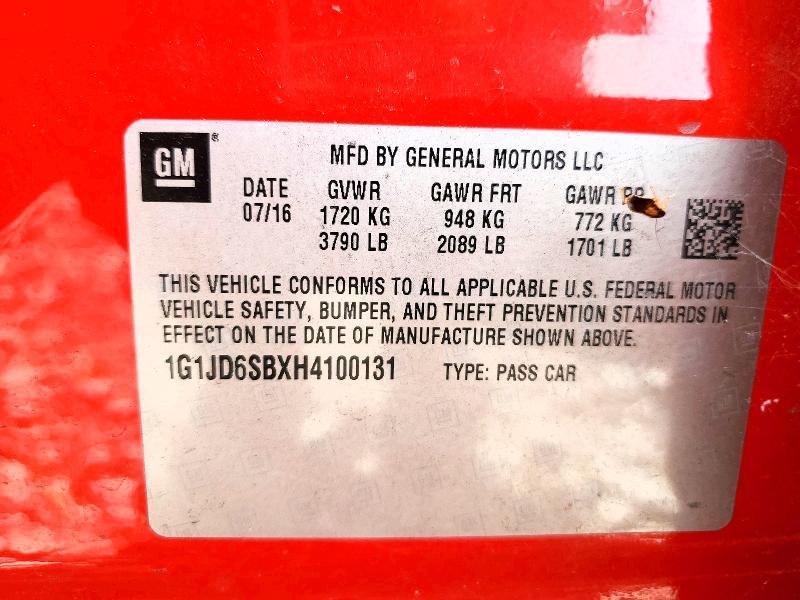 GM®
MFD BY GENERAL MOTORS LLC
DATE GVWR GAWR FRT GAWR
07/16 1720 KG 948 KG 772 KG
3790 LB 2089 LB 1701 LB
THIS VEHICLE CONFORMS TO ALL APPLICABLE U.S. FEDERAL MOTOR
VEHICLE SAFETY, BUMPER, AND THEFT PREVENTION STANDARDS IN
EFFECT ON THE DATE OF MANUFACTURE SHOWN ABOVE.
1G1JD6SBXH4100131 TYPE: PASS CAR